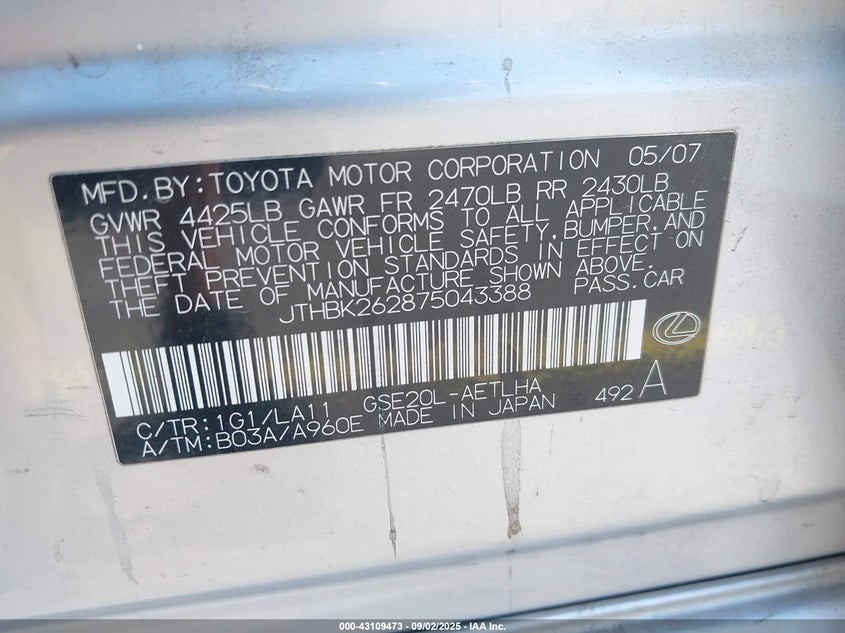 MFD.BY:TOYOTA MOTOR CORPORATION 05/07
GVWR 4425LB GAWR FR 2470LB RR 2430LB
THIS VEHICLE CONFORMS TO ALL APPLICABLE
FEDERAL MOTOR VEHICLE SAFETY,BUMPER,AND
THEFT PREVENTION STANDARDS IN EFFECT ON
THE DATE OF MANUFACTURE SHOWN ABOVE.
JTHBK262875043388 PASS.CAR
C/TR:1G1/LA11 GSE20L-AETLHA 492 A
A/TM:B03A/A960E MADE IN JAPAN
000-43109473 - 09/02/2025 - IAA Inc.